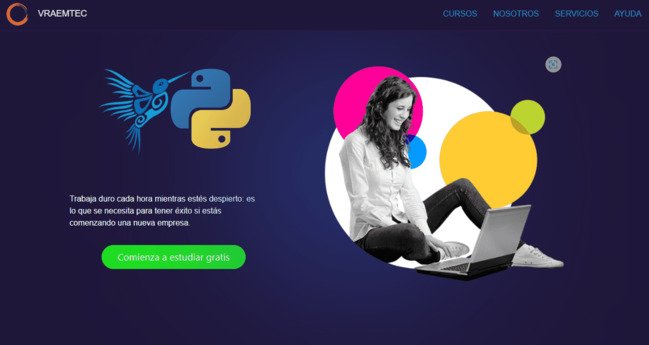 VRAEMTEC
CURSOS NOSOTROS SERVICIOS AYUDA
Trabaja duro cada hora mientras estés despierto: es
lo que se necesita para tener éxito si estás
comenzando una nueva empresa.
Comienza a estudiar gratis